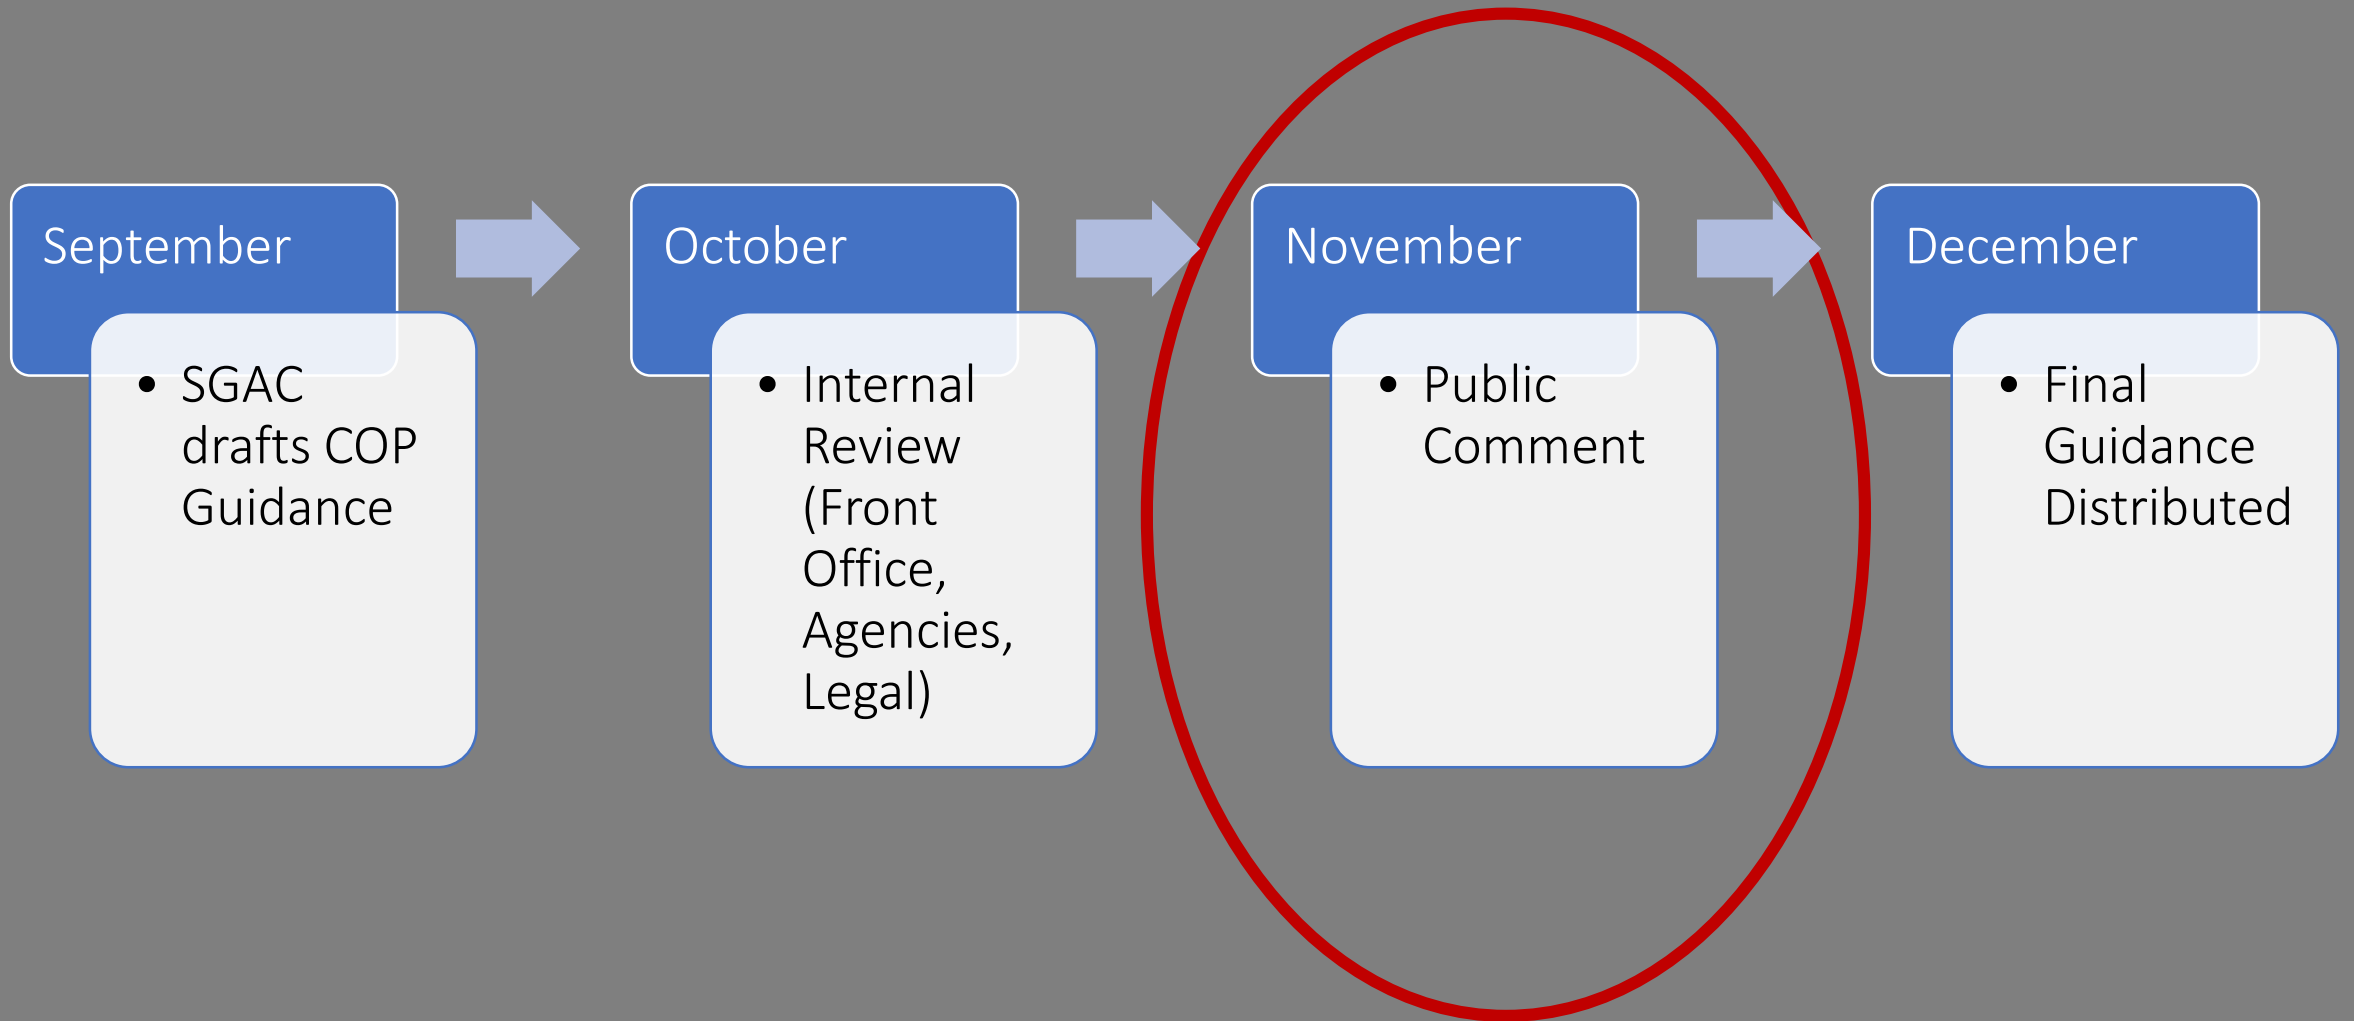 September
• SGAC
drafts COP
Guidance
October
• Internal
Review
(Front
Office,
Agencies,
Legal)
November
• Public
Comment
December
• Final
Guidance
Distributed